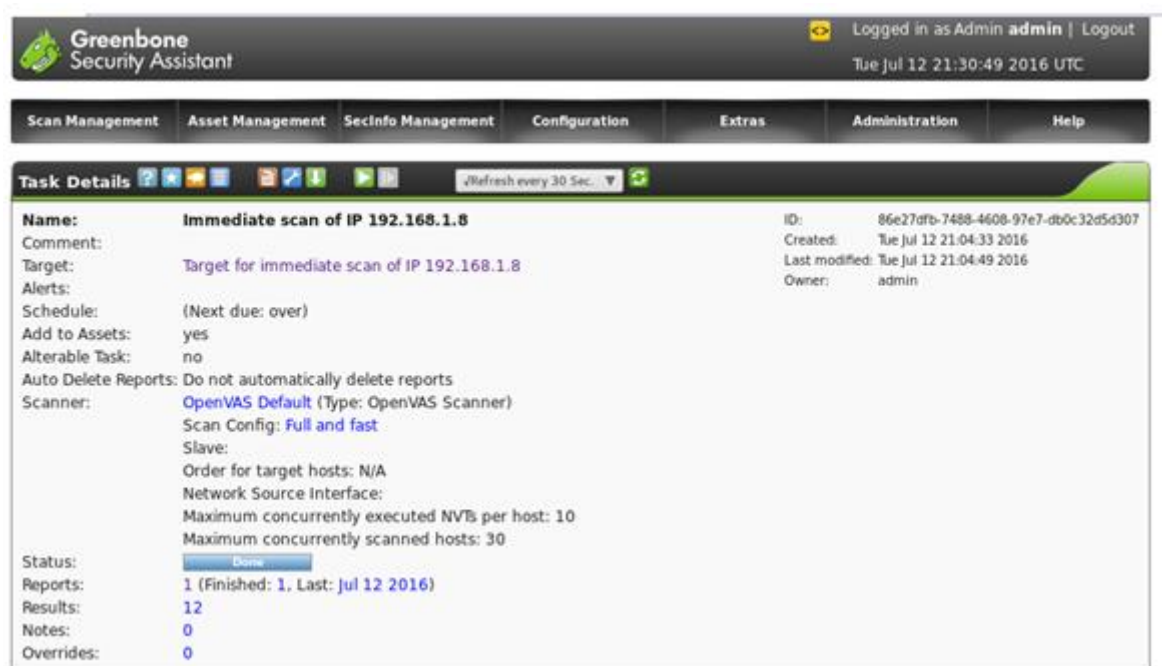 Greenbone
Security Assistant
Logged in as Admin admin | Logout
Tue Jul 12 21:30:49 2016 UTC
Scan Management Asset Management SecInfo Management Configuration Extras Administration Help
Task Details √Refresh every 30 Sec.
Name: Immediate scan of IP 192.168.1.8
ID: 86e27dfb-7488-4608-97e7-db0c32d5d307
Comment:
Created: Tue Jul 12 21:04:33 2016
Target: Target for immediate scan of IP 192.168.1.8
Last modified: Tue Jul 12 21:04:49 2016
Alerts:
Owner: admin
Schedule: (Next due: over)
Add to Assets: yes
Alterable Task: no
Auto Delete Reports: Do not automatically delete reports
Scanner: OpenVAS Default (Type: OpenVAS Scanner)
Scan Config: Full and fast
Slave:
Order for target hosts: N/A
Network Source Interface:
Maximum concurrently executed NVTs per host: 10
Maximum concurrently scanned hosts: 30
Status: Done
Reports: 1 (Finished: 1, Last: Jul 12 2016)
Results: 12
Notes: 0
Overrides: 0